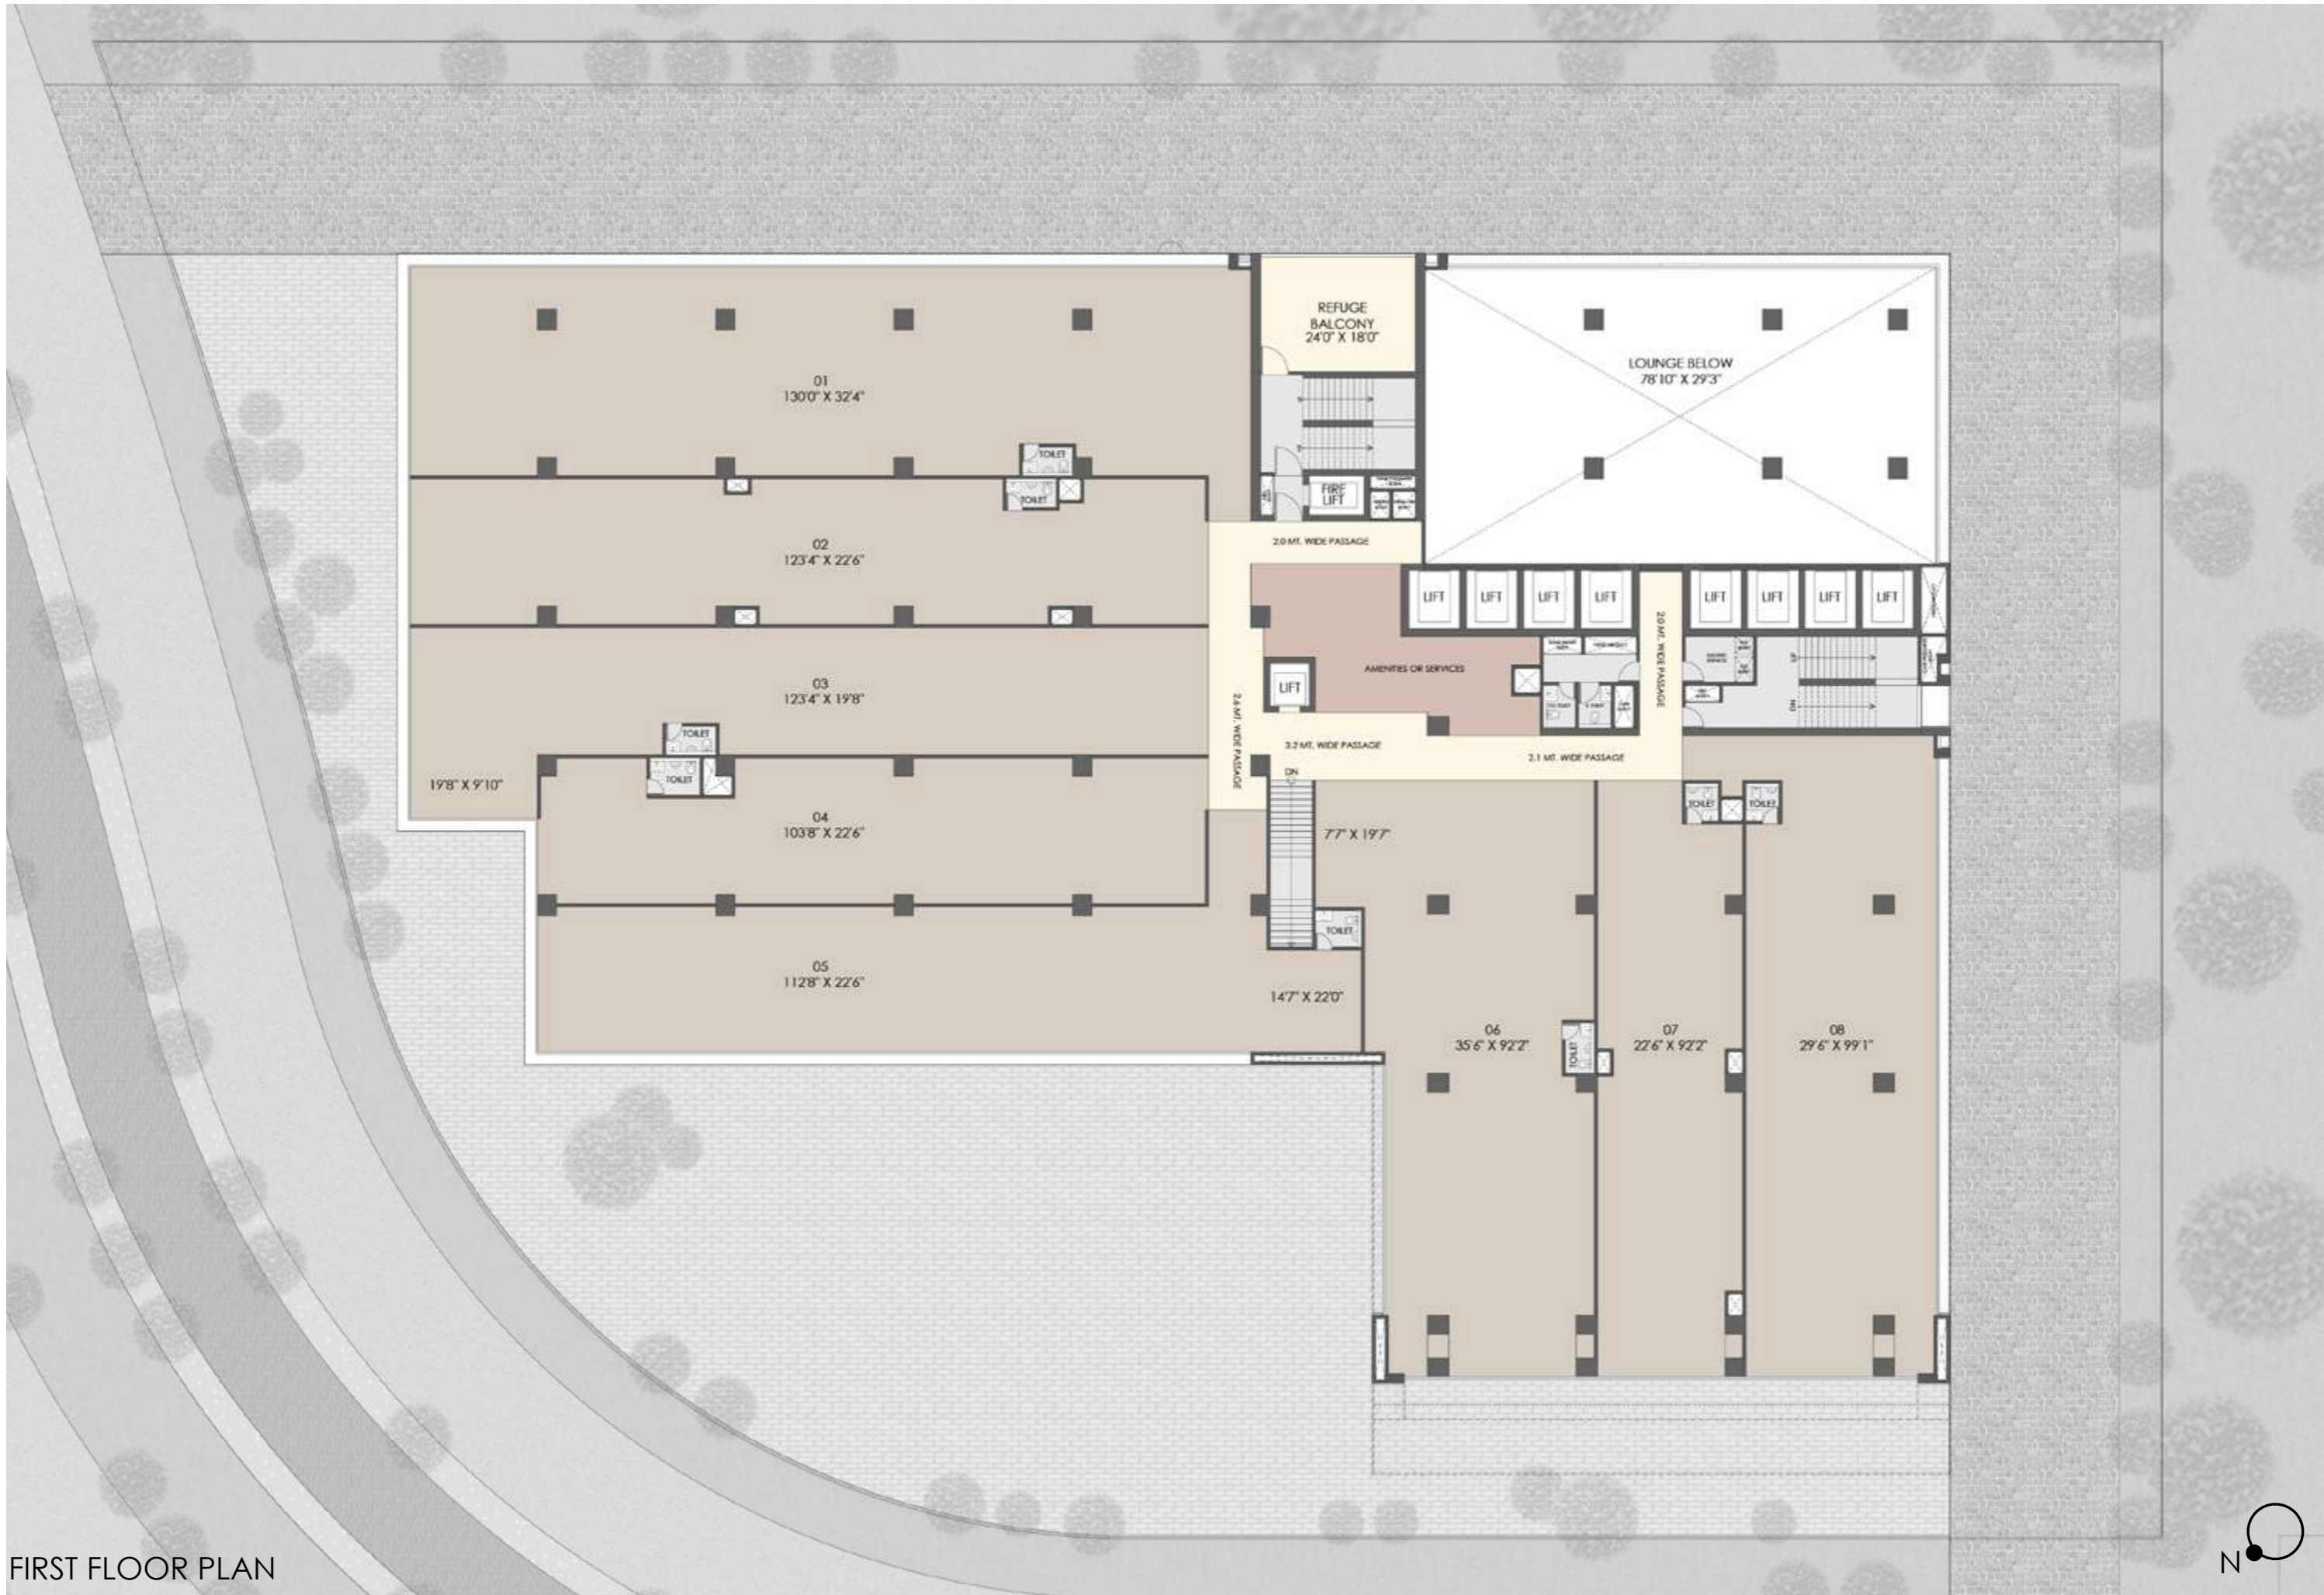 REFUGE
BALCONY
24'0" X 18'0"
LOUNGE BELOW
78'10" X 29'3"
01
130'0" X 32'4"
TOILET
TOILET
FIRE
LIFT
02
123'4" X 22'6"
2.0 MT. WIDE PASSAGE
LIFT
LIFT
LIFT
LIFT
LIFT
LIFT
LIFT
LIFT
2.0 MT. WIDE PASSAGE
AMENITIES OR SERVICES
UP
DN
03
123'4" X 19'8"
LIFT
2.6 MT. WIDE PASSAGE
TOILET
TOILET
3.2 MT. WIDE PASSAGE
2.1 MT. WIDE PASSAGE
DN
19'8" X 9'10"
04
103'8" X 22'6"
7'7" X 19'7"
TOILET
TOILET
TOILET
05
112'8" X 22'6"
14'7" X 22'0"
06
35'6" X 92'2"
TOILET
07
22'6" X 92'2"
08
29'6" X 99'1"
FIRST FLOOR PLAN
N